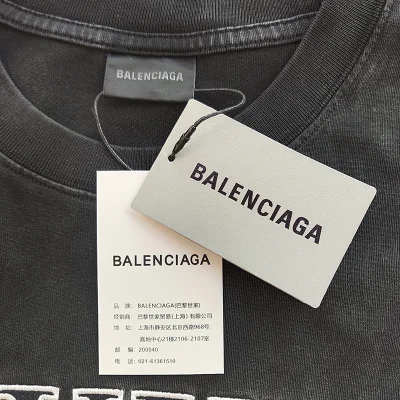 BALENCIAGA
BALENCIAGA
BALENCIAGA
品 牌: BALENCIAGA(巴黎世家)
经销商: 巴黎世家贸易(上海)有限公司
地 址: 上海市静安区北京西路968号
嘉地中心21楼2106-2107室
邮 编: 200040
电 话: 021-61361510